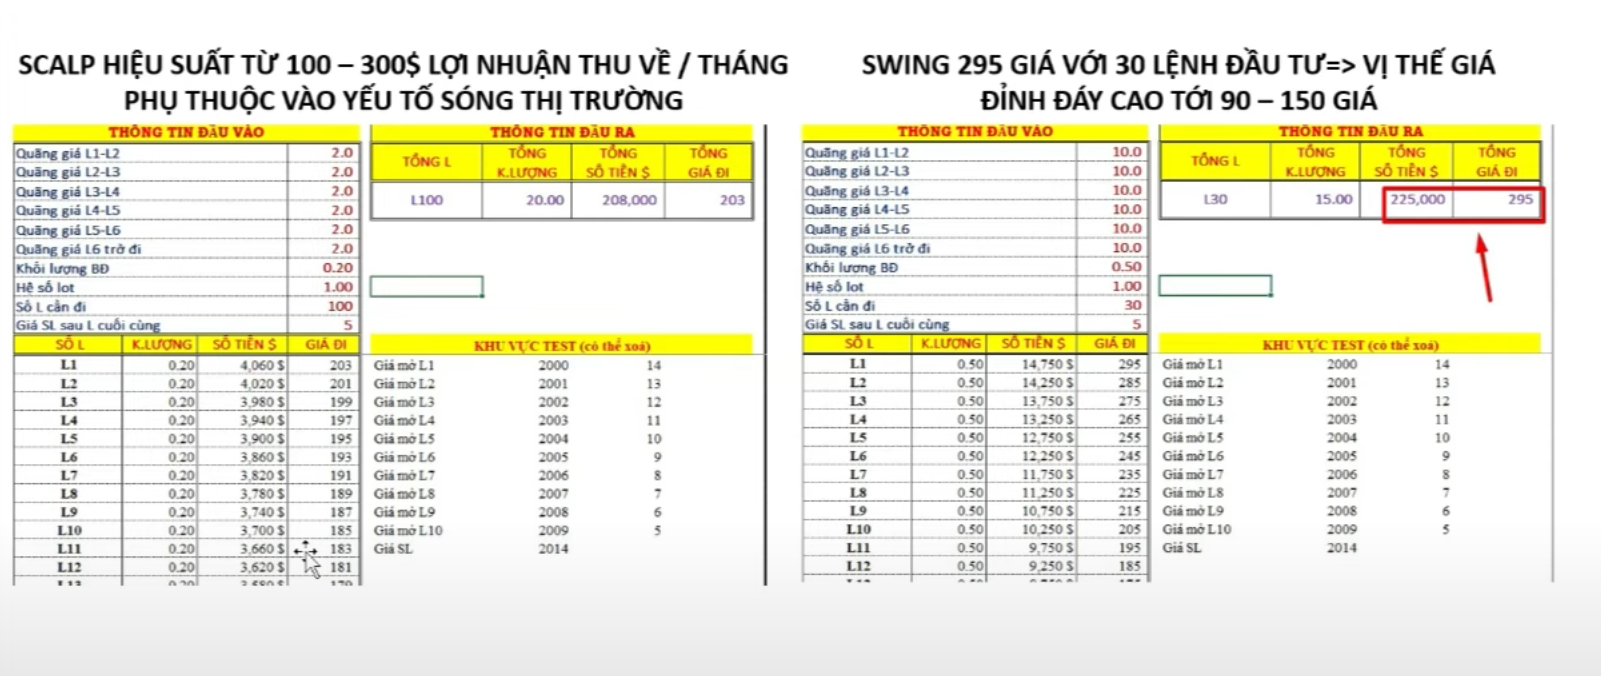 SCALP HIỆU SUẤT TỪ 100 – 300$ LỢI NHUẬN THU VỀ / THÁNG
PHỤ THUỘC VÀO YẾU TỐ SÓNG THỊ TRƯỜNG
THÔNG TIN ĐẦU VÀO
Quãng giá L1-L2 2.0
Quãng giá L2-L3 2.0
Quãng giá L3-L4 2.0
Quãng giá L4-L5 2.0
Quãng giá L5-L6 2.0
Quãng giá L6 trở đi 2.0
Khối lượng BĐ 0.20
Hệ số lot 1.00
Số L cần đi 100
Giá SL sau L cuối cùng 5
THÔNG TIN ĐẦU RA
TỔNG L TỔNG K.LƯỢNG TỔNG SỐ TIỀN $ TỔNG GIÁ ĐI
L100 20.00 208,000 203
SỐ L K.LƯỢNG SỐ TIỀN $ GIÁ ĐI
L1 0.20 4,060 $ 203
L2 0.20 4,020 $ 201
L3 0.20 3,980 $ 199
L4 0.20 3,940 $ 197
L5 0.20 3,900 $ 195
L6 0.20 3,860 $ 193
L7 0.20 3,820 $ 191
L8 0.20 3,780 $ 189
L9 0.20 3,740 $ 187
L10 0.20 3,700 $ 185
L11 0.20 3,660 $ 183
L12 0.20 3,620 $ 181
KHU VỰC TEST (có thể xoá)
Giá mở L1 2000 14
Giá mở L2 2001 13
Giá mở L3 2002 12
Giá mở L4 2003 11
Giá mở L5 2004 10
Giá mở L6 2005 9
Giá mở L7 2006 8
Giá mở L8 2007 7
Giá mở L9 2008 6
Giá mở L10 2009 5
Giá SL 2014
SWING 295 GIÁ VỚI 30 LỆNH ĐẦU TƯ=> VỊ THẾ GIÁ
ĐỈNH ĐÁY CAO TỚI 90 – 150 GIÁ
THÔNG TIN ĐẦU VÀO
Quãng giá L1-L2 10.0
Quãng giá L2-L3 10.0
Quãng giá L3-L4 10.0
Quãng giá L4-L5 10.0
Quãng giá L5-L6 10.0
Quãng giá L6 trở đi 10.0
Khối lượng BĐ 0.50
Hệ số lot 1.00
Số L cần đi 30
Giá SL sau L cuối cùng 5
THÔNG TIN ĐẦU RA
TỔNG L TỔNG K.LƯỢNG TỔNG SỐ TIỀN $ TỔNG GIÁ ĐI
L30 15.00 225,000 295
SỐ L K.LƯỢNG SỐ TIỀN $ GIÁ ĐI
L1 0.50 14,750 $ 295
L2 0.50 14,250 $ 285
L3 0.50 13,750 $ 275
L4 0.50 13,250 $ 265
L5 0.50 12,750 $ 255
L6 0.50 12,250 $ 245
L7 0.50 11,750 $ 235
L8 0.50 11,250 $ 225
L9 0.50 10,750 $ 215
L10 0.50 10,250 $ 205
L11 0.50 9,750 $ 195
L12 0.50 9,250 $ 185
KHU VỰC TEST (có thể xoá)
Giá mở L1 2000 14
Giá mở L2 2001 13
Giá mở L3 2002 12
Giá mở L4 2003 11
Giá mở L5 2004 10
Giá mở L6 2005 9
Giá mở L7 2006 8
Giá mở L8 2007 7
Giá mở L9 2008 6
Giá mở L10 2009 5
Giá SL 2014